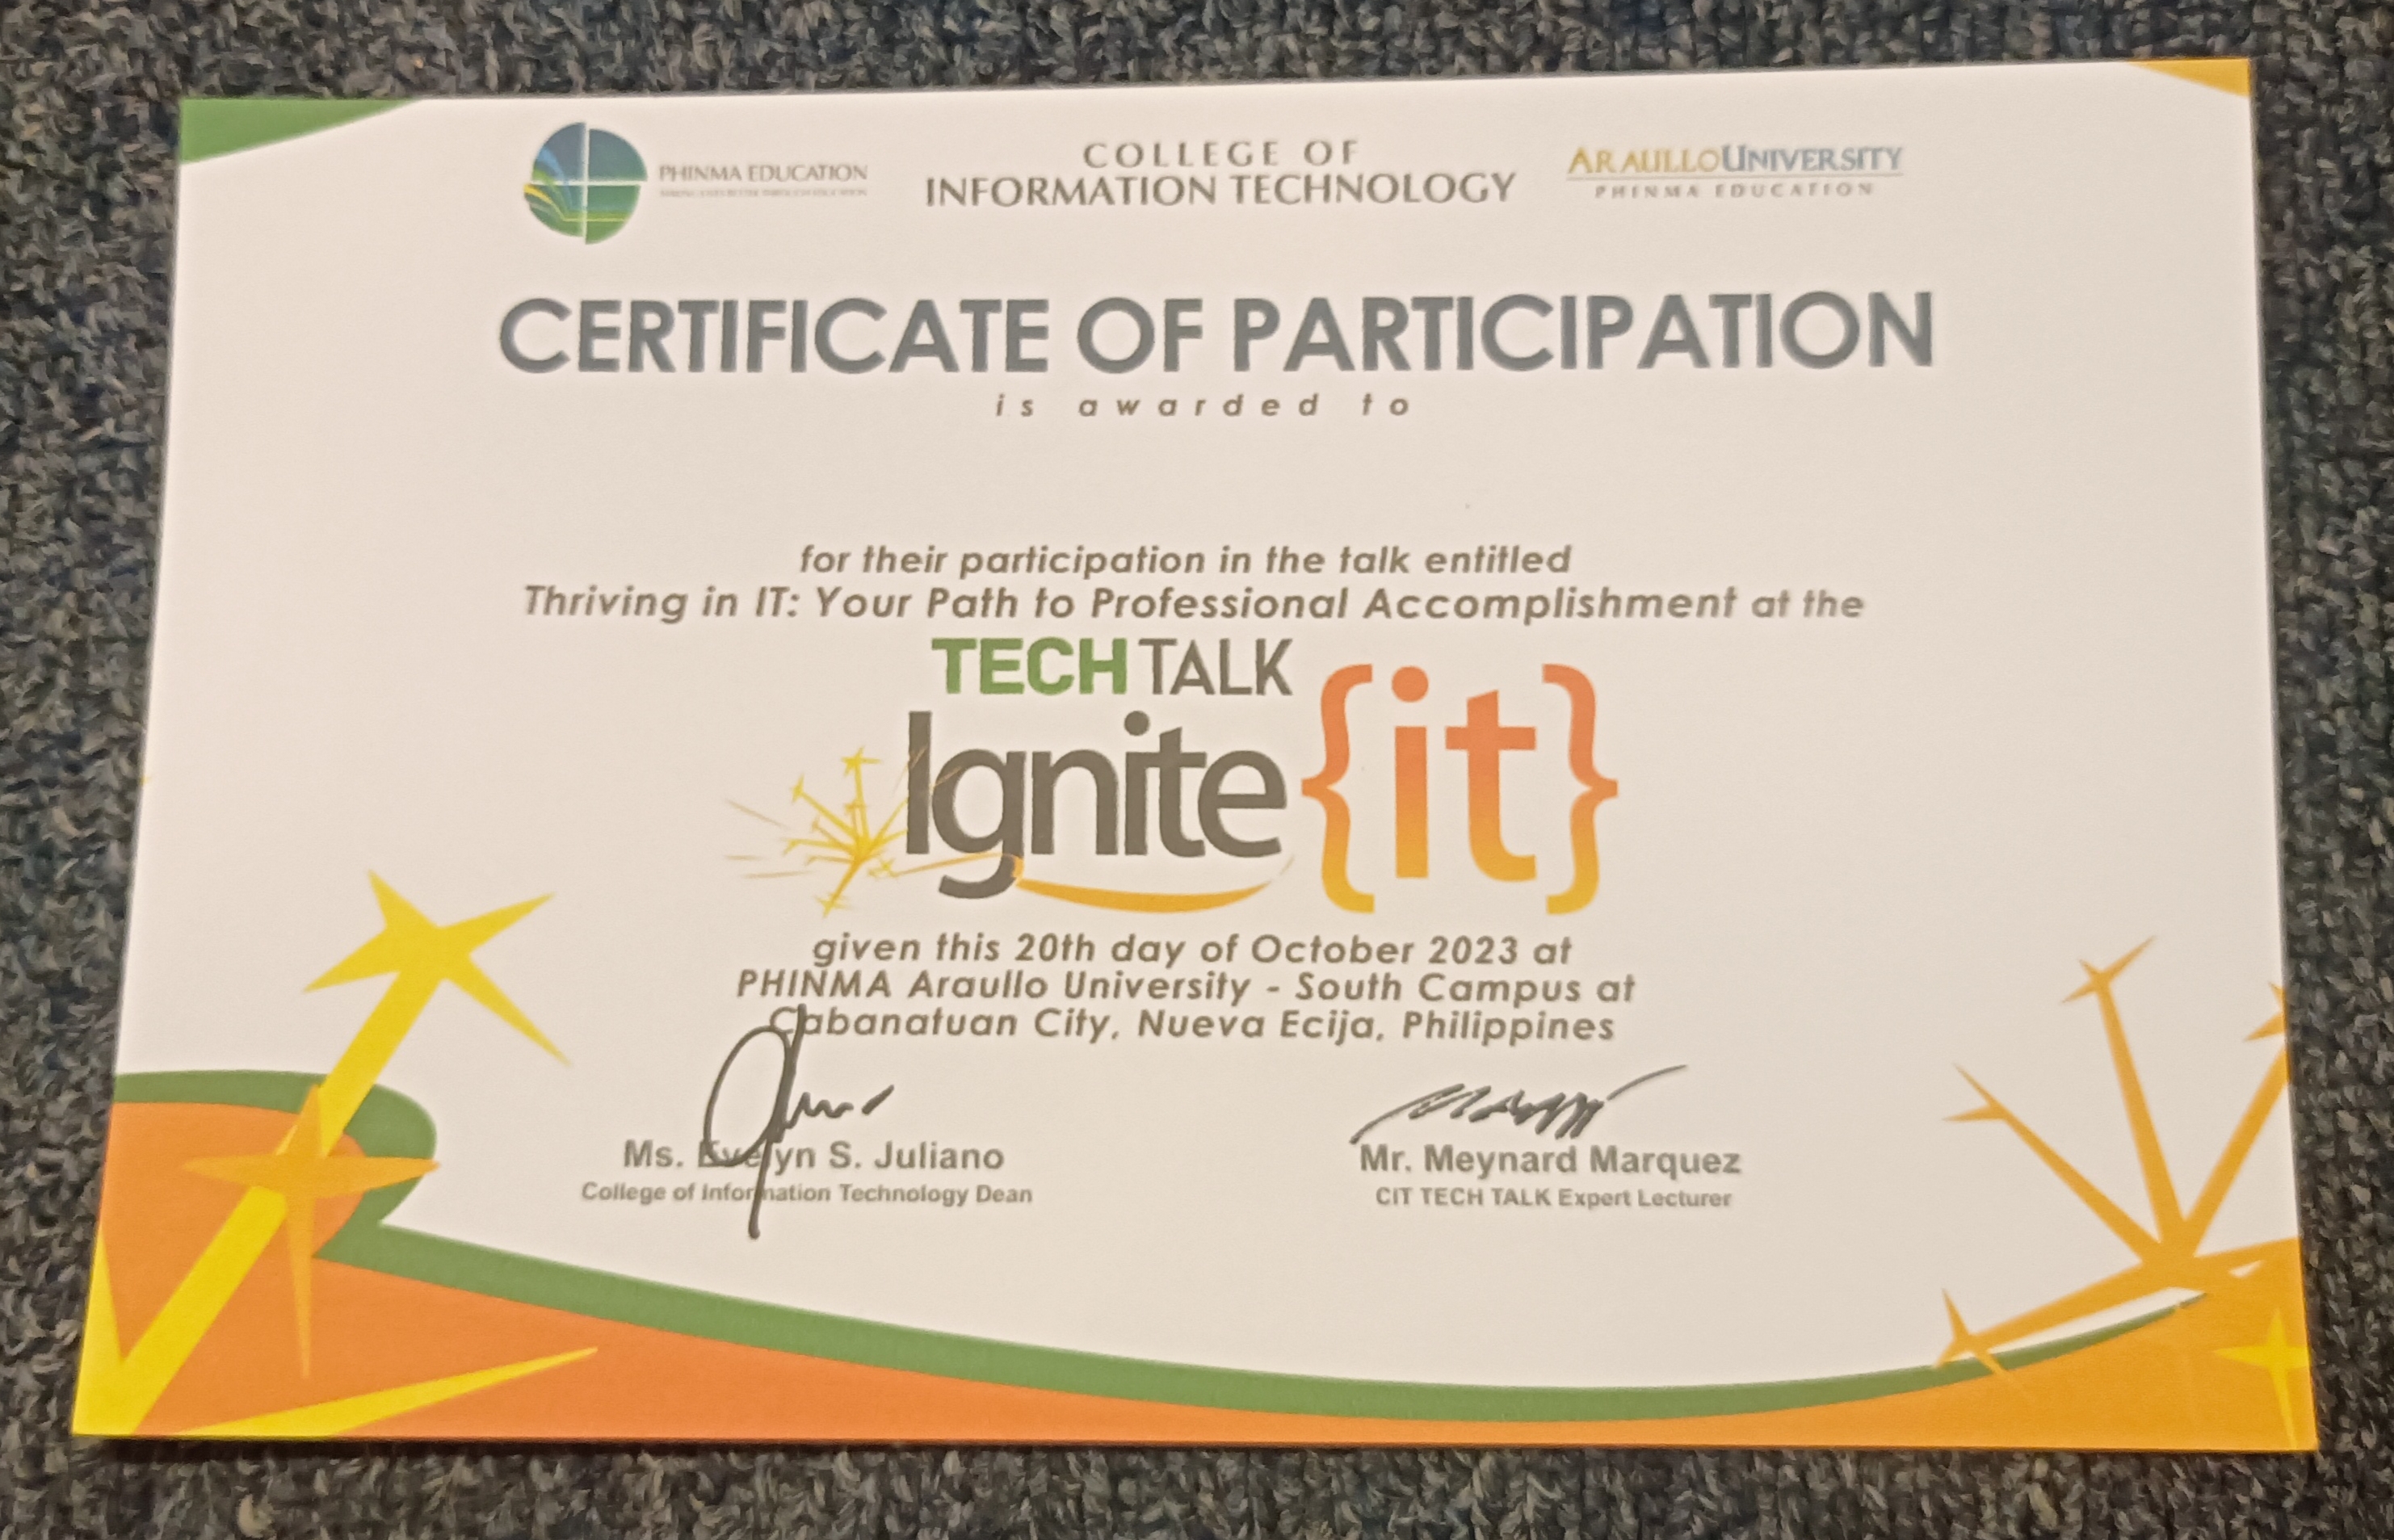 PHINMA EDUCATION
COLLEGE OF
INFORMATION TECHNOLOGY
ARAULLO UNIVERSITY
PHINMA EDUCATION
CERTIFICATE OF PARTICIPATION
is awarded to
for their participation in the talk entitled
Thriving in IT: Your Path to Professional Accomplishment at the
TECH TALK
Ignite {it}
given this 20th day of October 2023 at
PHINMA Araullo University - South Campus at
Cabanatuan City, Nueva Ecija, Philippines
Ms. Evelyn S. Juliano
College of Information Technology Dean
Mr. Meynard Marquez
CIT TECH TALK Expert Lecturer